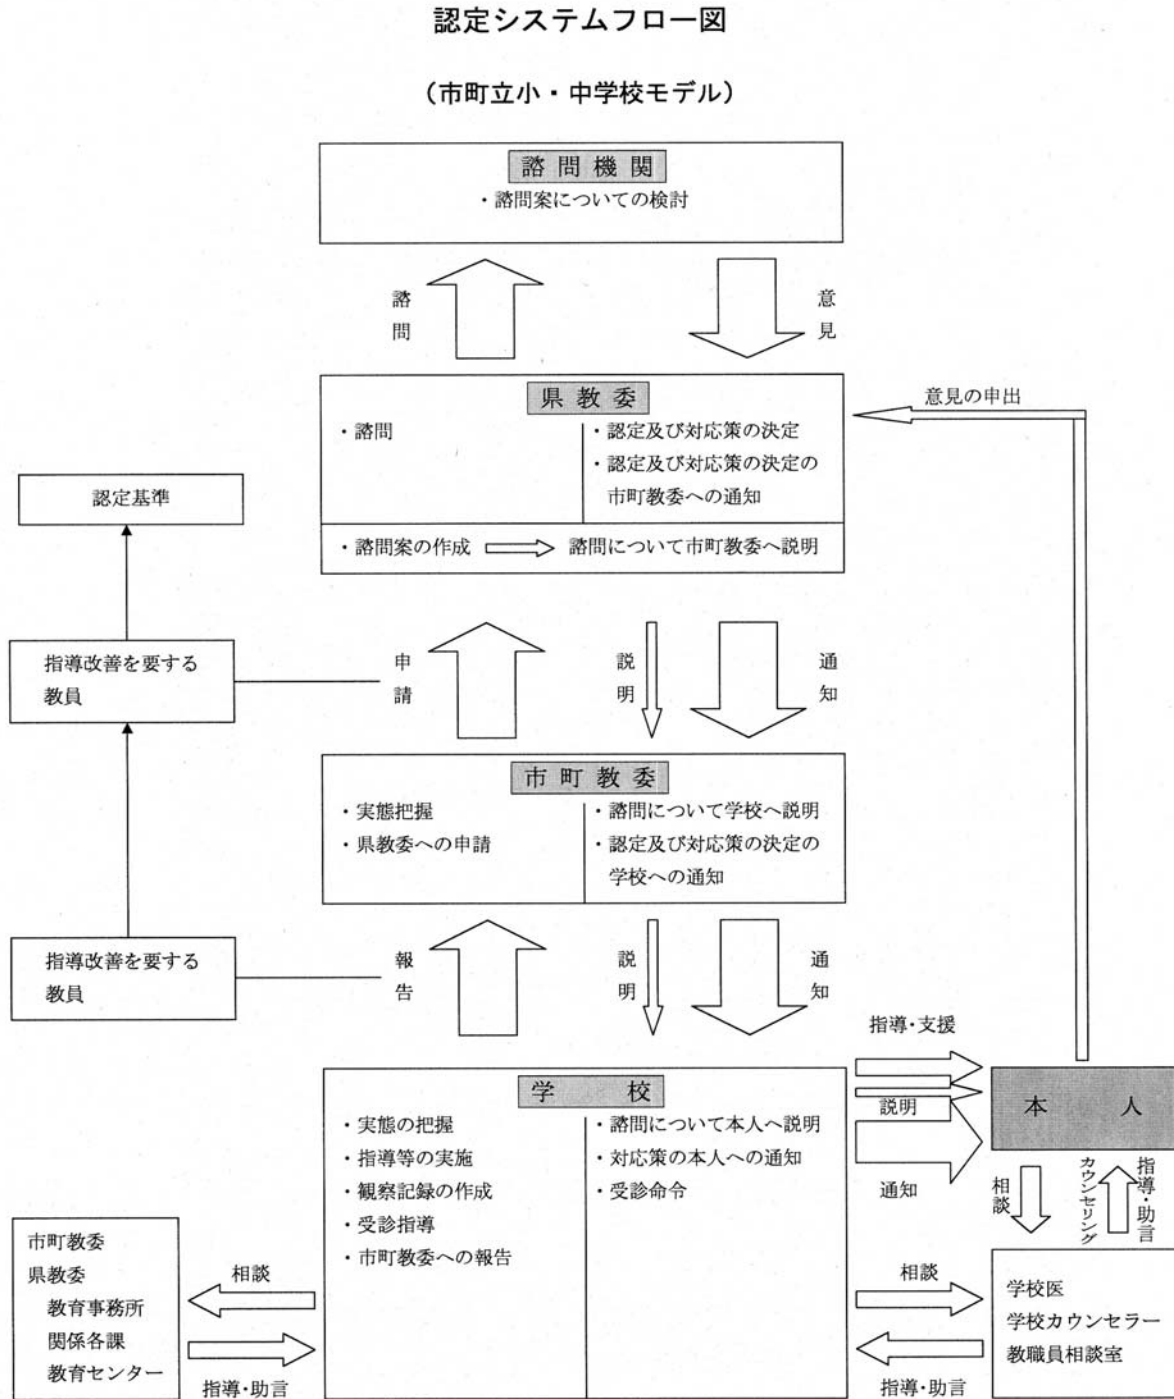 認定システムフロー図
(市町立小・中学校モデル)
諮問機関
・諮問案についての検討
諮問
意見
県教委
・諮問
・認定及び対応策の決定
・認定及び対応策の決定の
市町教委への通知
・諮問案の作成
諮問について市町教委へ説明
意見の申出
認定基準
指導改善を要する
教員
申請
説明
通知
市町教委
・実態把握
・県教委への申請
・諮問について学校へ説明
・認定及び対応策の決定の
学校への通知
指導改善を要する
教員
報告
説明
通知
学校
・実態の把握
・指導等の実施
・観察記録の作成
・受診指導
・市町教委への報告
・諮問について本人へ説明
・対応策の本人への通知
・受診命令
指導・支援
説明
通知
本人
相談
カウンセリング
指導・助言
市町教委
県教委
教育事務所
関係各課
教育センター
相談
指導・助言
相談
指導・助言
学校医
学校カウンセラー
教職員相談室